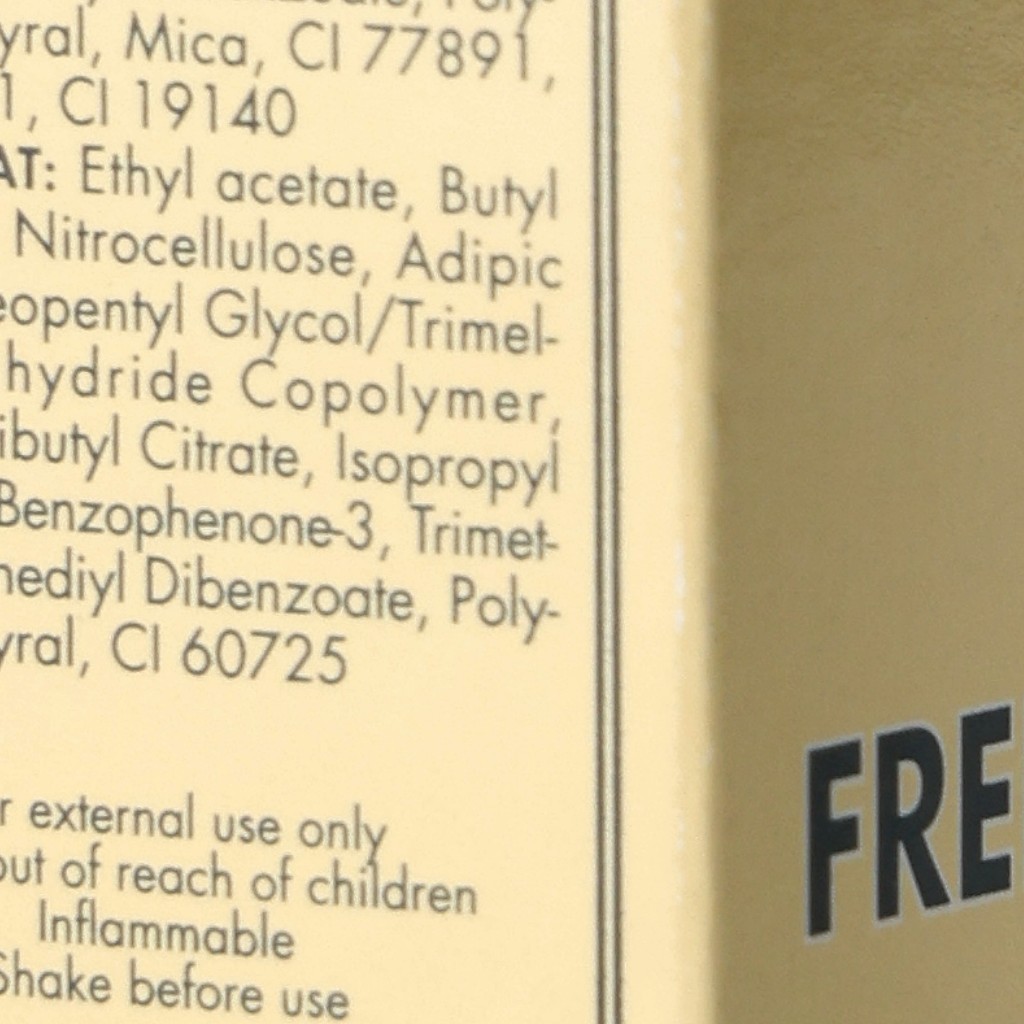 yral, Mica, CI 77891,
1, CI 19140
AT: Ethyl acetate, Butyl
Nitrocellulose, Adipic
eopentyl Glycol/Trimel-
hydride Copolymer,
ibutyl Citrate, Isopropyl
Benzophenone-3, Trimet-
nediyl Dibenzoate, Poly-
yral, CI 60725
r external use only
out of reach of children
Inflammable
Shake before use
FRE